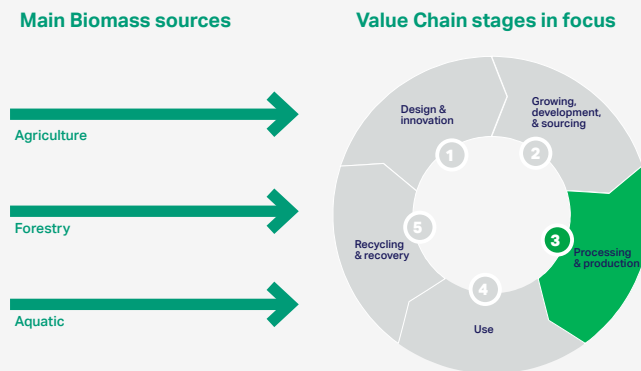 Main Biomass sources
Value Chain stages in focus
Agriculture
Forestry
Aquatic
Design &
innovation
1
Growing,
development,
& sourcing
2
Processing
& production
3
Use
4
Recycling
& recovery
5